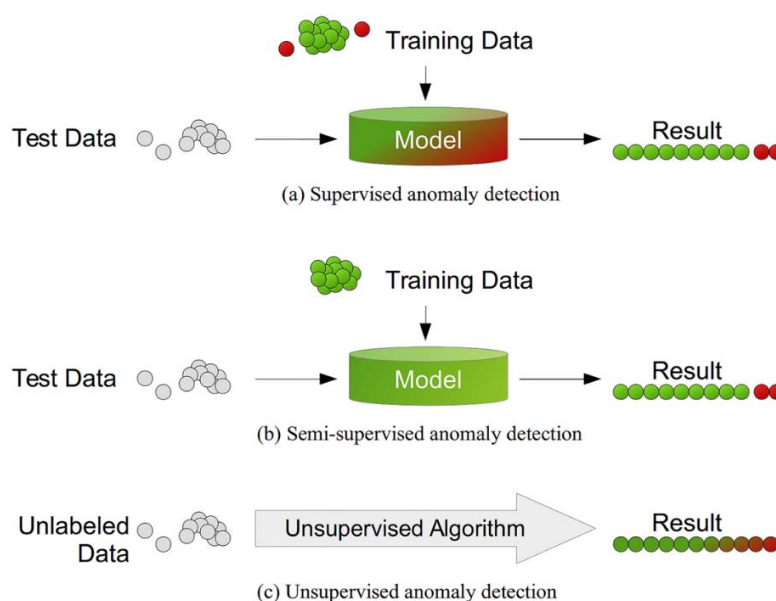 Training Data
Test Data
Model
Result
(a) Supervised anomaly detection
Training Data
Test Data
Model
Result
(b) Semi-supervised anomaly detection
Unlabeled
Data
Unsupervised Algorithm
Result
(c) Unsupervised anomaly detection